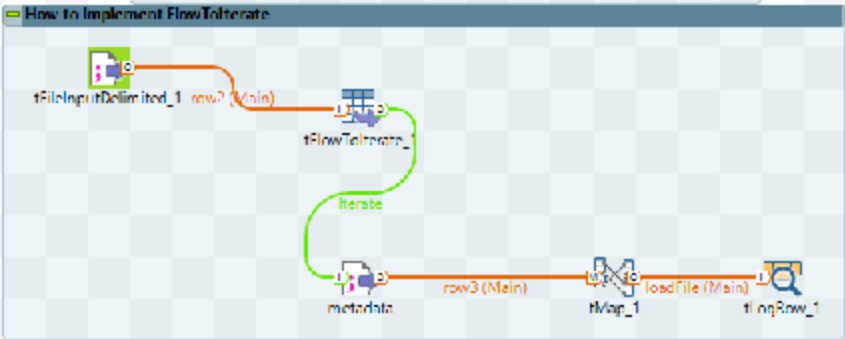 How to Implement FlowToIterate
tFileInputDelimited_1
row2 (Main)
tFlowToIterate_1
Iterate
metadata
row3 (Main)
tMap_1
loadFile (Main)
tLogRow_1